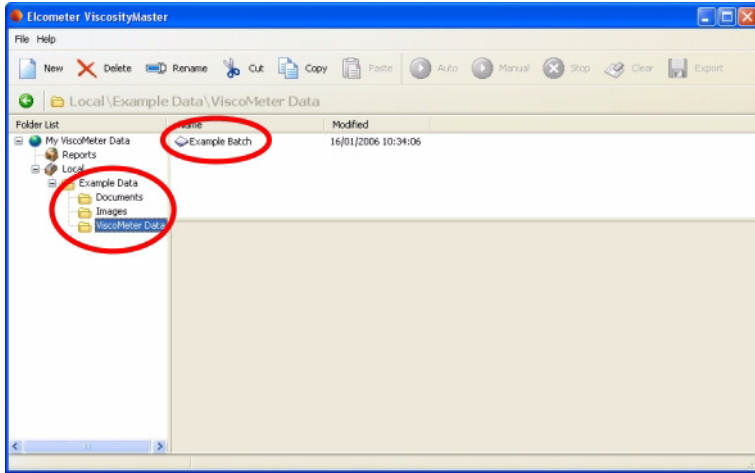 Elcometer ViscosityMaster
File Help
New Delete Rename Cut Copy Paste Auto Manual Stop Clear Export
Local\Example Data\ViscoMeter Data
Folder List Name Modified
My ViscoMeter Data Example Batch 16/01/2006 10:34:06
Reports
Local
Example Data
Documents
Images
ViscoMeter Data